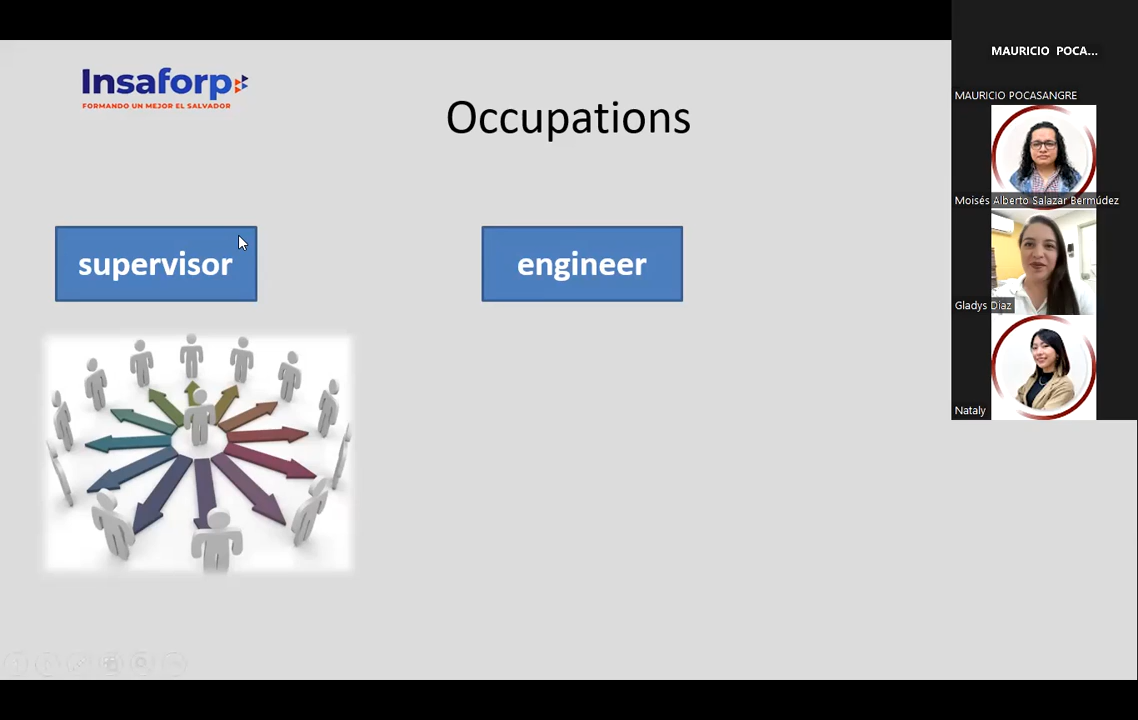 Insaforp
FORMANDO UN MEJOR EL SALVADOR
Occupations
supervisor
engineer
MAURICIO POCA...
MAURICIO POCASANGRE
Moisés Alberto Salazar Bermúdez
Gladys Diaz
Nataly